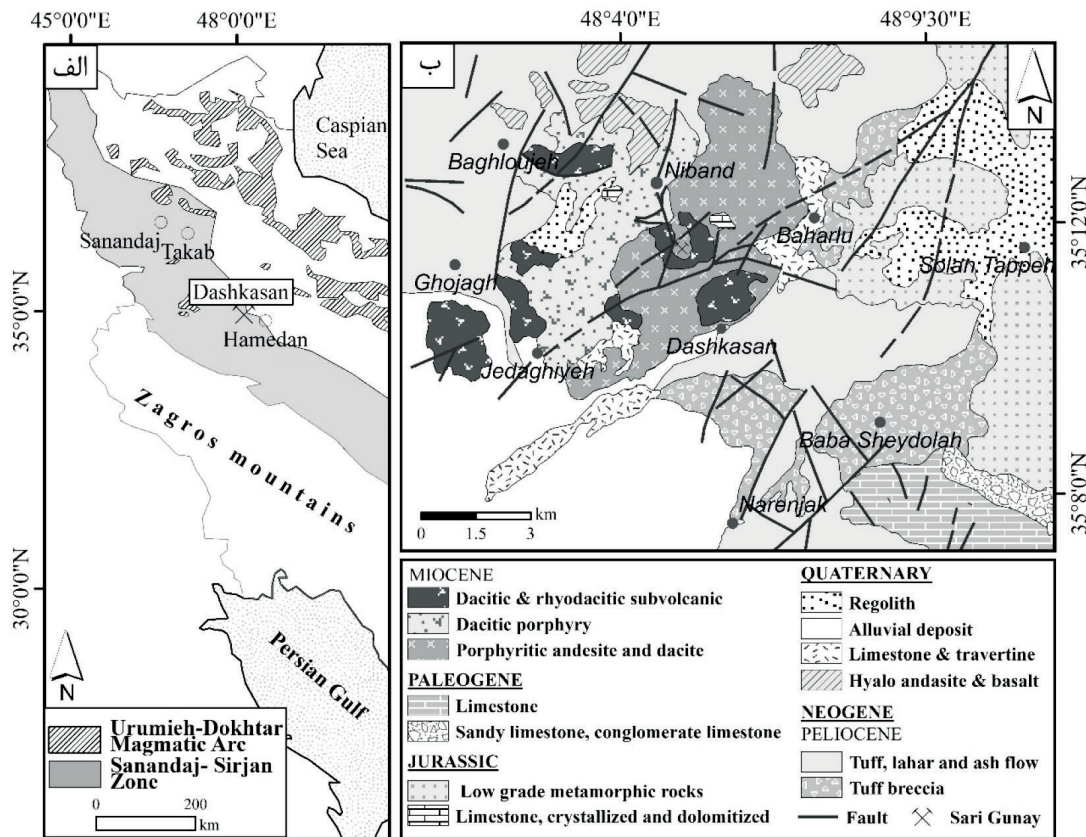 45°0'0"E
48°0'0"E
الف
Caspian
Sea
Sanandaj
Takab
Dashkasan
Hamedan
35°0'0"N
Zagros mountains
30°0'0"N
Persian Gulf
N
Urumieh-Dokhtar
Magmatic Arc
Sanandaj- Sirjan
Zone
0 200
km
48°4'0"E
48°9'30"E
ب
N
Baghloujeh
Niband
Baharlu
Solah Tappeh
35°12'0"N
Ghojagh
Dashkasan
Jedaghiyeh
Baba Sheydolah
Narenjak
35°8'0"N
km
0 1.5 3
MIOCENE
Dacitic & rhyodacitic subvolcanic
Dacitic porphyry
Porphyritic andesite and dacite
PALEOGENE
Limestone
Sandy limestone, conglomerate limestone
JURASSIC
Low grade metamorphic rocks
Limestone, crystallized and dolomitized
QUATERNARY
Regolith
Alluvial deposit
Limestone & travertine
Hyalo andasite & basalt
NEOGENE
PELIOCENE
Tuff, lahar and ash flow
Tuff breccia
Fault
Sari Gunay